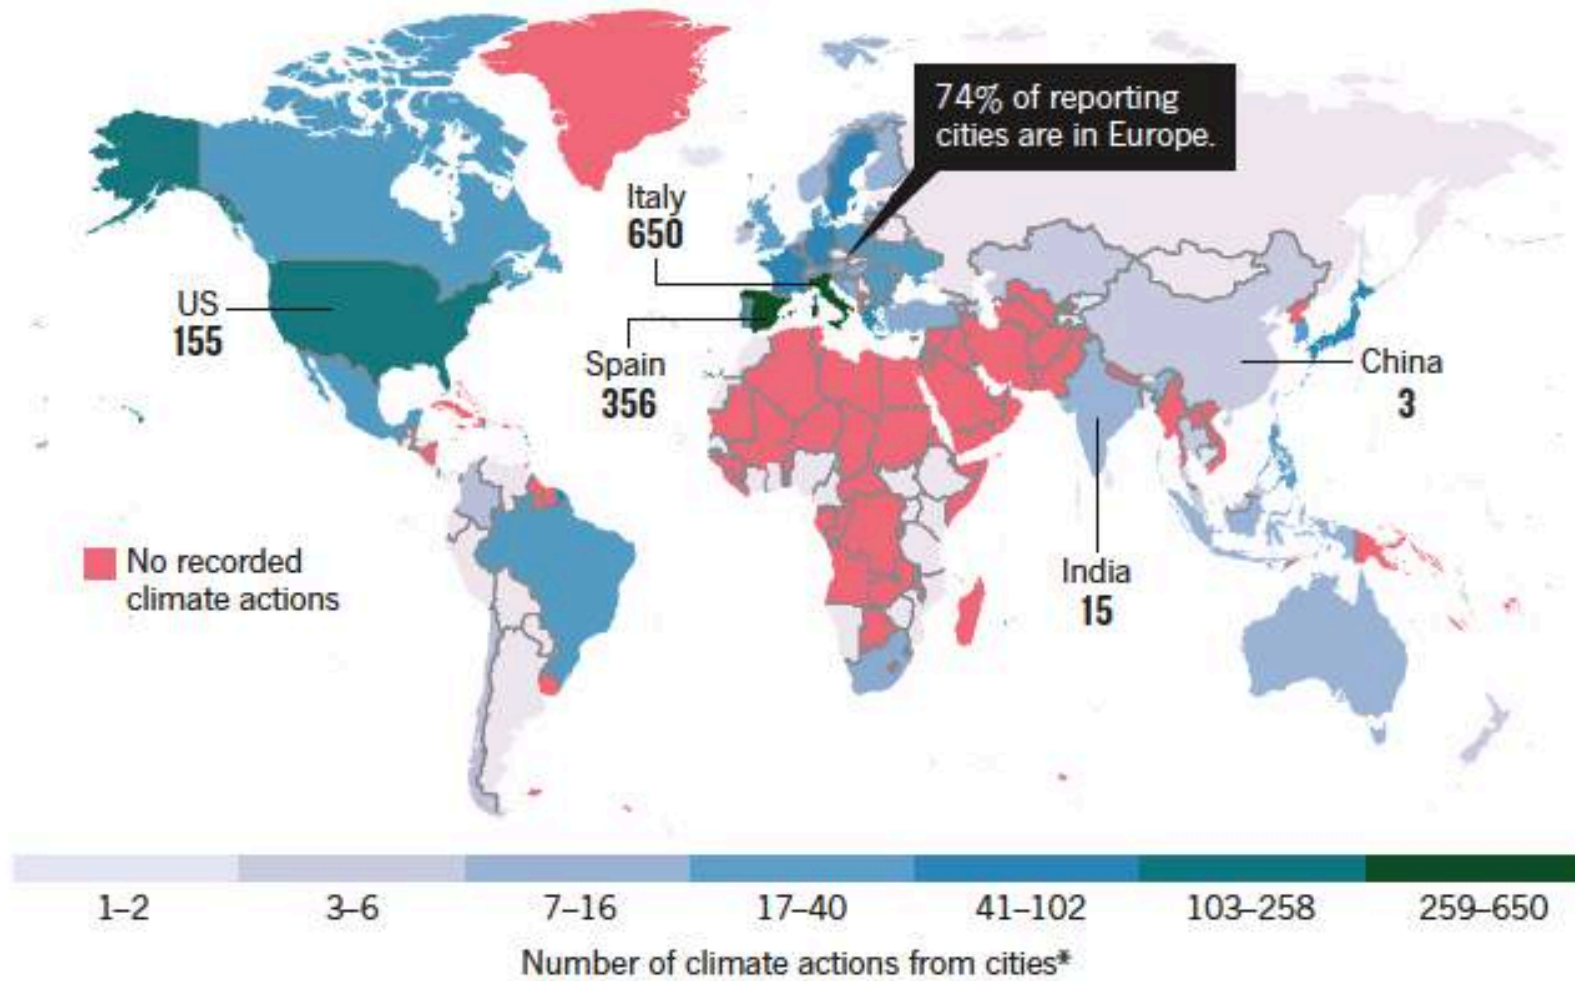 74% of reporting
cities are in Europe.
Italy
650
US
155
Spain
356
China
3
No recorded
climate actions
India
15
1–2
3–6
7–16
17–40
41–102
103–258
259–650
Number of climate actions from cities*